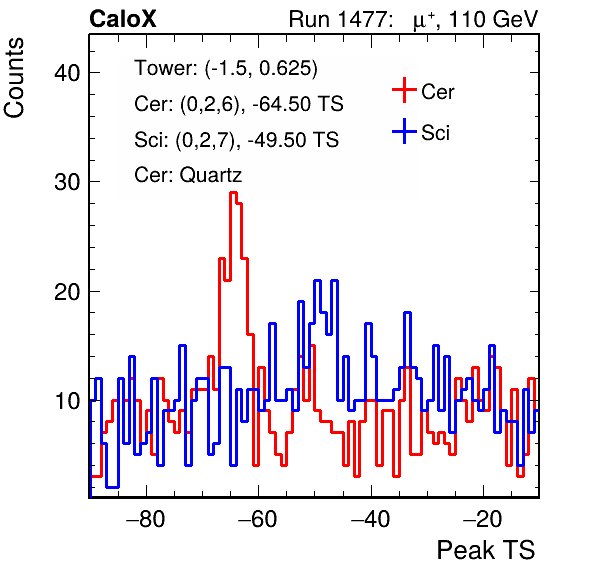 CaloX Run 1477: μ⁺, 110 GeV
Counts
Tower: (-1.5, 0.625)
Cer: (0,2,6), -64.50 TS
Sci: (0,2,7), -49.50 TS
Cer: Quartz
Cer
Sci
40
30
20
10
−80 −60 −40 −20
Peak TS